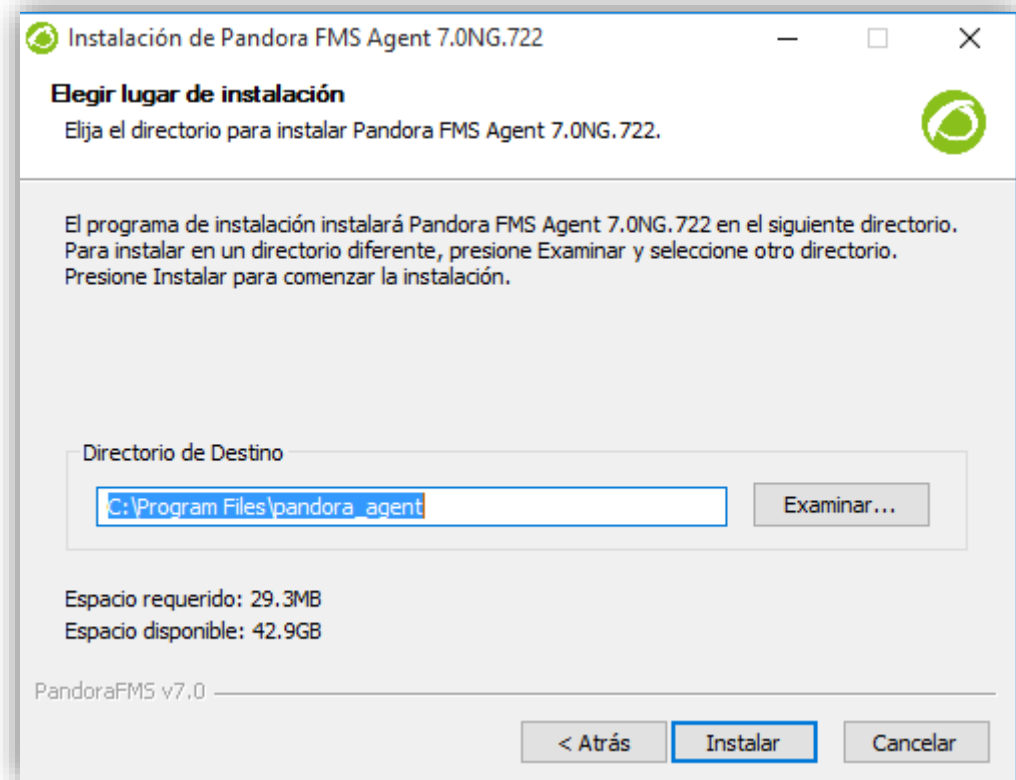 Instalación de Pandora FMS Agent 7.0NG.722
Elegir lugar de instalación
Elija el directorio para instalar Pandora FMS Agent 7.0NG.722.
El programa de instalación instalará Pandora FMS Agent 7.0NG.722 en el siguiente directorio.
Para instalar en un directorio diferente, presione Examinar y seleccione otro directorio.
Presione Instalar para comenzar la instalación.
Directorio de Destino
C:\Program Files\pandora_agent
Examinar...
Espacio requerido: 29.3MB
Espacio disponible: 42.9GB
PandoraFMS v7.0
< Atrás
Instalar
Cancelar